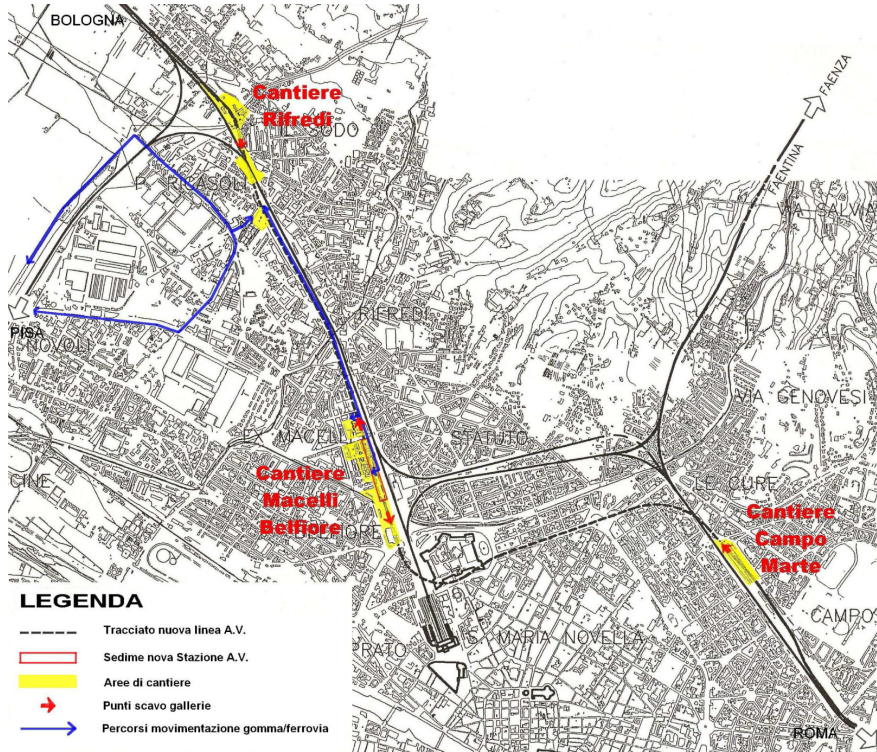 BOLOGNA
FAENZA
Cantiere
Rifredi
IL SODO
FAENTINA
P. RICASOLI
SALVIA
RIFREDI
PISA
NOVOLI
VIA GENOVESI
EX MACELLI
STATUTO
CINE
LE CURE
Cantiere
Macelli
Belfiore
Cantiere
Campo
Marte
CAMPO
S. MARIA NOVELLA
PRATO
ROMA
LEGENDA
Tracciato nuova linea A.V.
Sedime nova Stazione A.V.
Aree di cantiere
Punti scavo gallerie
Percorsi movimentazione gomma/ferrovia